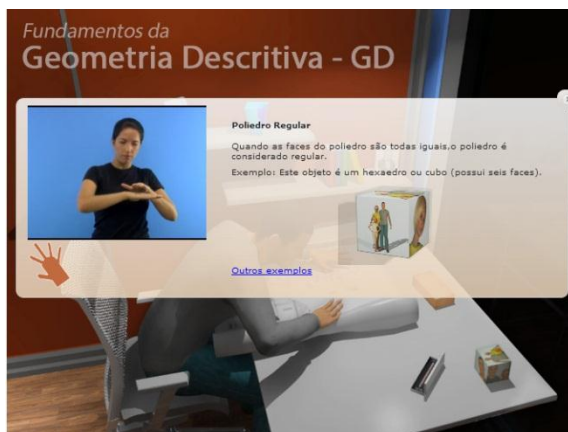 Fundamentos da
Geometria Descritiva - GD
Poliedro Regular
Quando as faces do poliedro são todas iguais,o poliedro é
considerado regular.
Exemplo: Este objeto é um hexaedro ou cubo (possui seis faces).
Outros exemplos